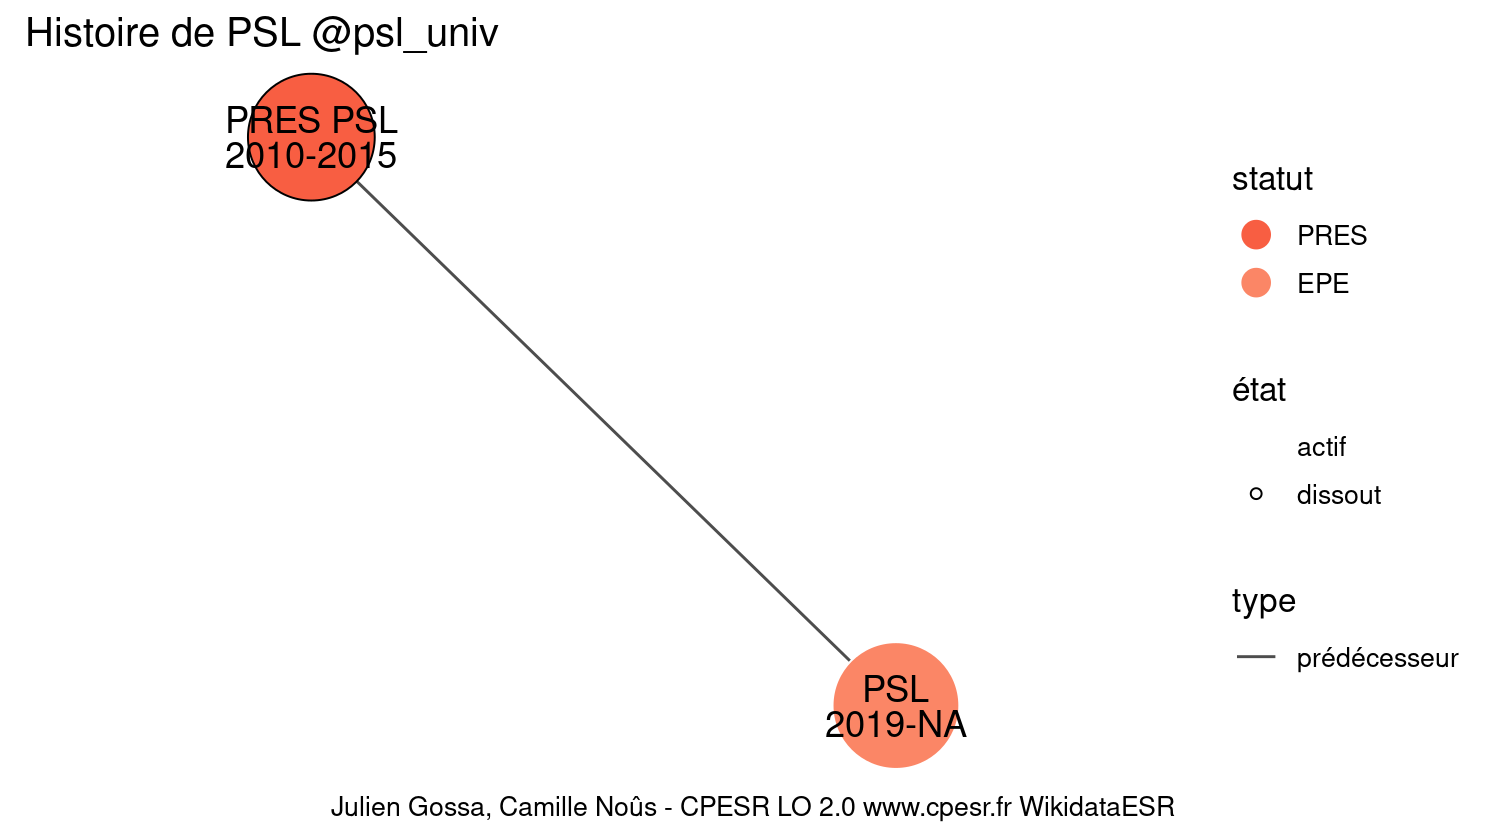 Histoire de PSL @psl_univ
PRES PSL
2010-2015
statut
PRES
EPE
état
actif
dissout
type
prédécesseur
PSL
2019-NA
Julien Gossa, Camille Noûs - CPESR LO 2.0 www.cpesr.fr WikidataESR